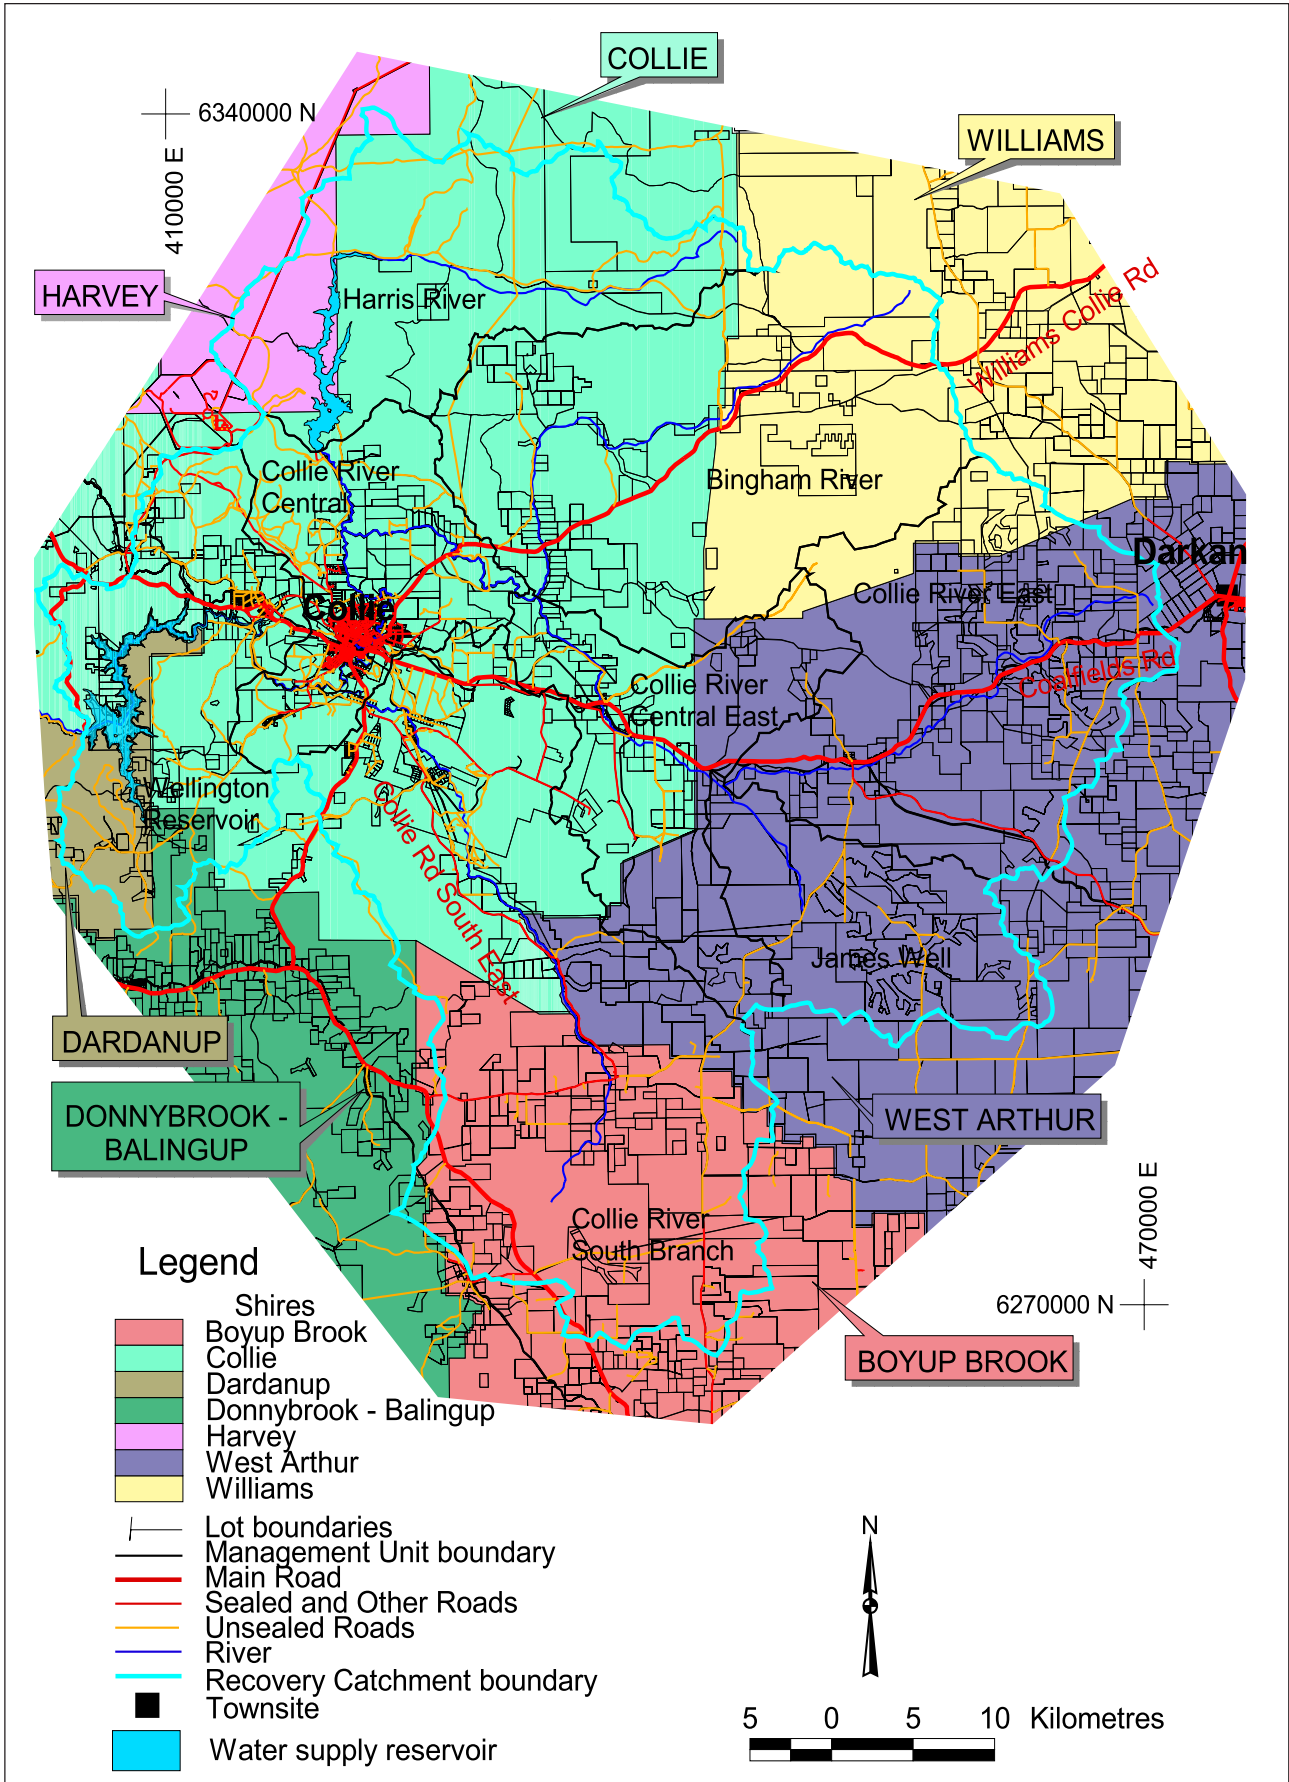 COLLIE
6340000 N
410000 E
WILLIAMS
HARVEY
Harris River
Williams Collie Rd
Collie River
Central
Bingham River
Darkan
Collie River East
Collie
Coalfields Rd
Collie River
Central East
Wellington
Reservoir
Collie Rd South East
James Well
DARDANUP
DONNYBROOK -
BALINGUP
WEST ARTHUR
470000 E
Collie River
South Branch
6270000 N
BOYUP BROOK
Legend
Shires
Boyup Brook
Collie
Dardanup
Donnybrook - Balingup
Harvey
West Arthur
Williams
Lot boundaries
Management Unit boundary
Main Road
Sealed and Other Roads
Unsealed Roads
River
Recovery Catchment boundary
Townsite
Water supply reservoir
N
5 0 5 10 Kilometres